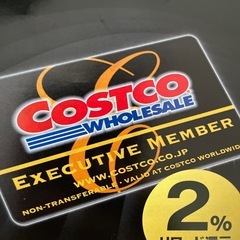 COSTCO
WHOLESALE
EXECUTIVE MEMBER
WWW.COSTCO.CO.JP
NON-TRANSFERABLE · VALID AT COSTCO WORLDWIDE
2%